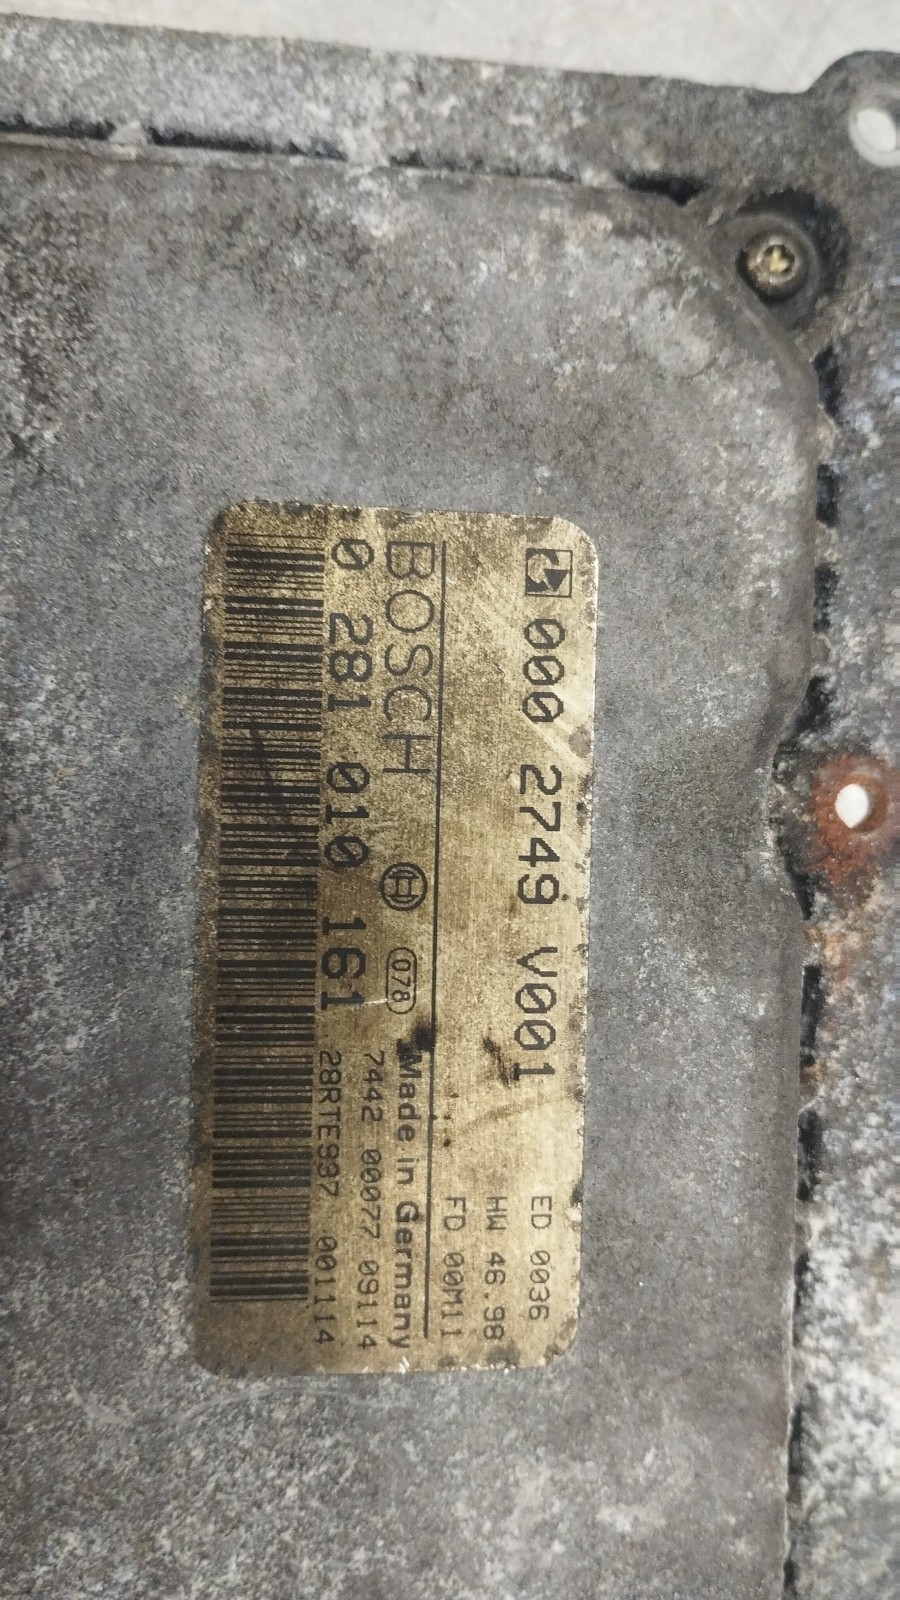 000 2749 V001
ED 0036
HW 46.98
FD 00M11
BOSCH
078
Made in Germany
0 281 010 161
7442 00077 09114
28RTE937 001114